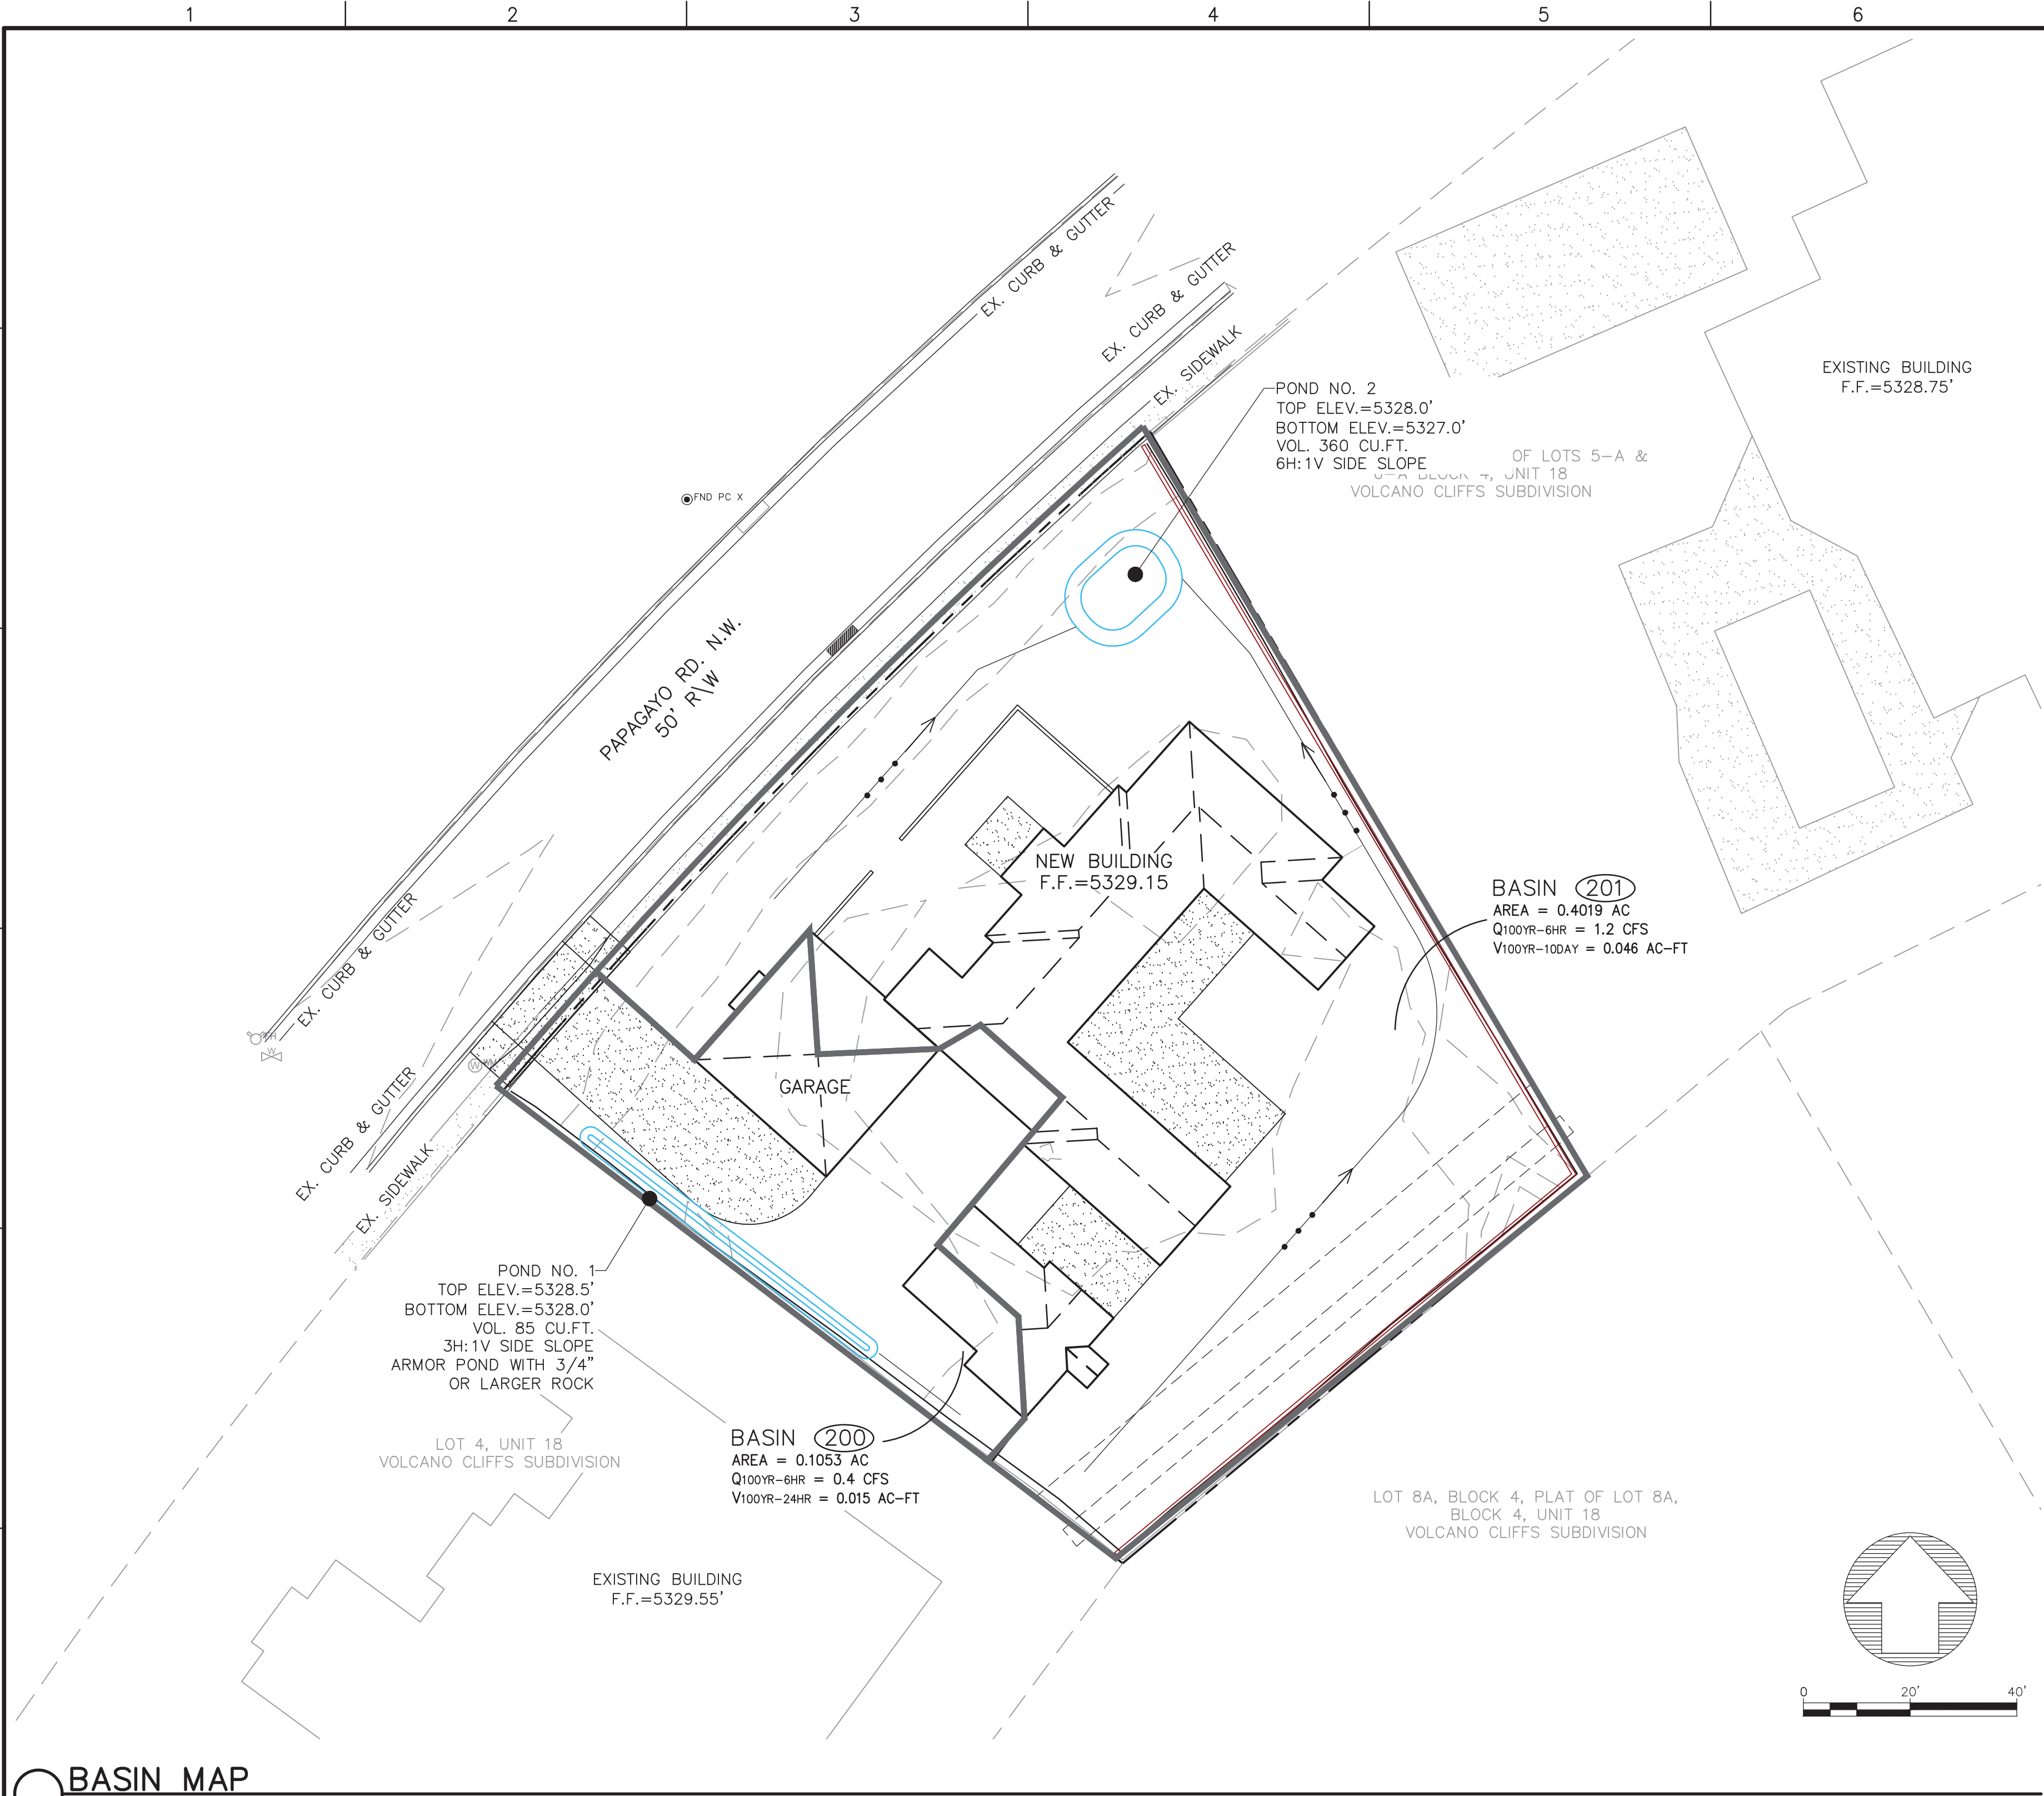 1
2
3
4
5
6
EX. CURB & GUTTER
EX. CURB & GUTTER
EX. SIDEWALK
POND NO. 2
TOP ELEV.=5328.0'
BOTTOM ELEV.=5327.0'
VOL. 360 CU.FT.
6H:1V SIDE SLOPE
EXISTING BUILDING
F.F.=5328.75'
OF LOTS 5-A &
BLOCK 4, UNIT 18
VOLCANO CLIFFS SUBDIVISION
FND PC X
PAPAGAYO RD. N.W.
50' R\W
NEW BUILDING
F.F.=5329.15
BASIN 201
AREA = 0.4019 AC
Q100YR-6HR = 1.2 CFS
V100YR-10DAY = 0.046 AC-FT
EX. CURB & GUTTER
W
W
GARAGE
EX. CURB & GUTTER
EX. SIDEWALK
POND NO. 1
TOP ELEV.=5328.5'
BOTTOM ELEV.=5328.0'
VOL. 85 CU.FT.
3H:1V SIDE SLOPE
ARMOR POND WITH 3/4"
OR LARGER ROCK
LOT 4, UNIT 18
VOLCANO CLIFFS SUBDIVISION
BASIN 200
AREA = 0.1053 AC
Q100YR-6HR = 0.4 CFS
V100YR-24HR = 0.015 AC-FT
LOT 8A, BLOCK 4, PLAT OF LOT 8A,
BLOCK 4, UNIT 18
VOLCANO CLIFFS SUBDIVISION
EXISTING BUILDING
F.F.=5329.55'
0 20' 40'
BASIN MAP